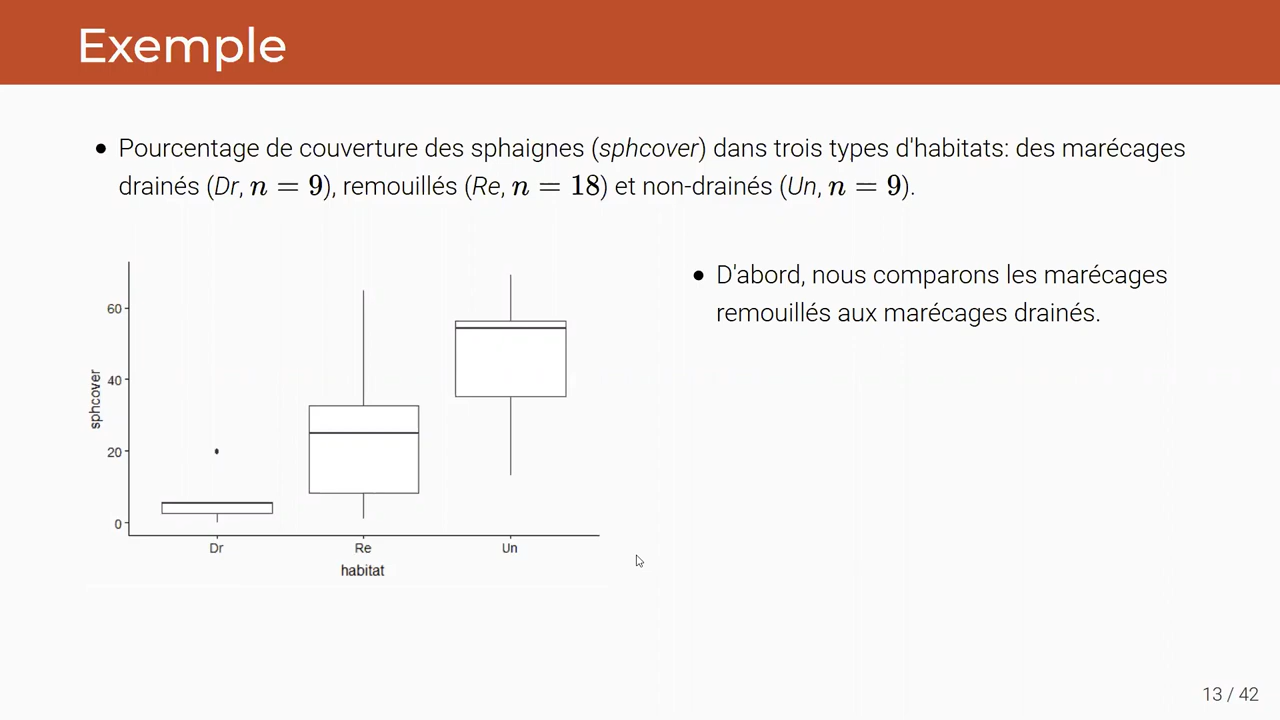 Exemple
• Pourcentage de couverture des sphaignes (sphcover) dans trois types d'habitats: des marécages
drainés (Dr, n = 9), remouillés (Re, n = 18) et non-drainés (Un, n = 9).
• D'abord, nous comparons les marécages
remouillés aux marécages drainés.
60
40
20
0
sphcover
Dr Re Un
habitat
13 / 42